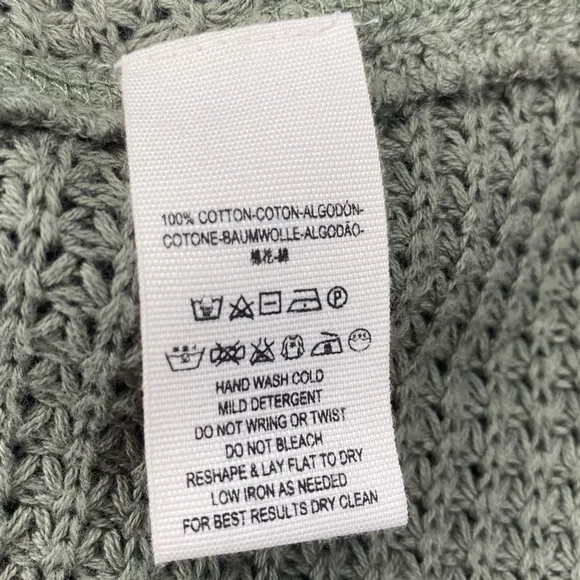 100% COTTON-COTON-ALGODÓN-
COTONE-BAUMWOLLE-ALGODÃO-
棉花-綿
P
HAND WASH COLD
MILD DETERGENT
DO NOT WRING OR TWIST
DO NOT BLEACH
RESHAPE & LAY FLAT TO DRY
LOW IRON AS NEEDED
FOR BEST RESULTS DRY CLEAN